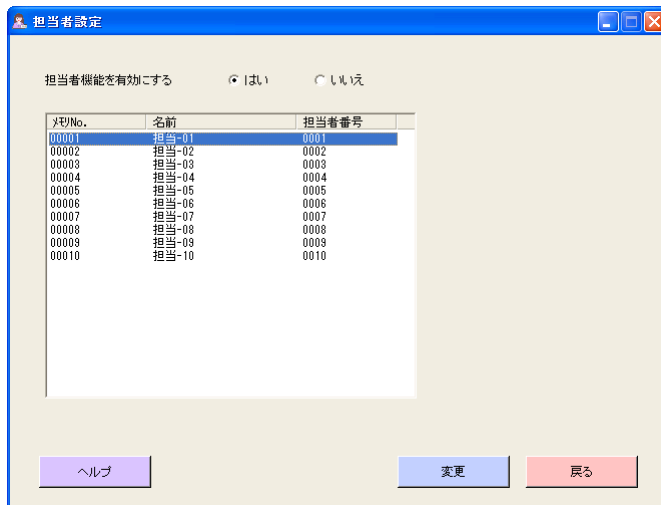 担当者設定
担当者機能を有効にする はい いいえ
ﾒﾓﾘNo. 名前 担当者番号
00001 担当-01 0001
00002 担当-02 0002
00003 担当-03 0003
00004 担当-04 0004
00005 担当-05 0005
00006 担当-06 0006
00007 担当-07 0007
00008 担当-08 0008
00009 担当-09 0009
00010 担当-10 0010
ヘルプ 変更 戻る